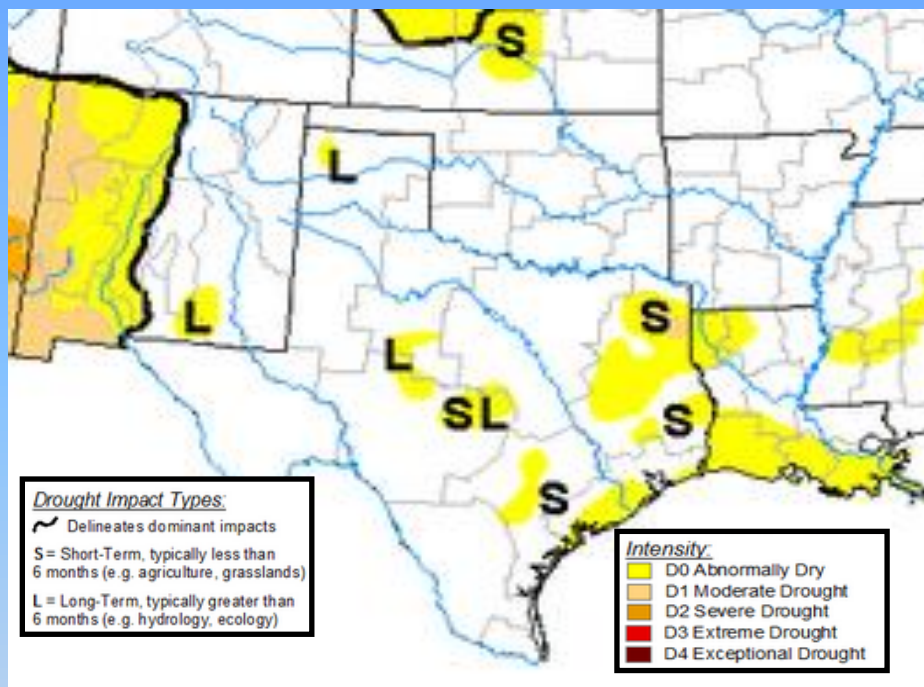 S
L
L
S
L
S L
S
S
Drought Impact Types:
Delineates dominant impacts
S = Short-Term, typically less than
6 months (e.g. agriculture, grasslands)
L = Long-Term, typically greater than
6 months (e.g. hydrology, ecology)
Intensity:
D0 Abnormally Dry
D1 Moderate Drought
D2 Severe Drought
D3 Extreme Drought
D4 Exceptional Drought